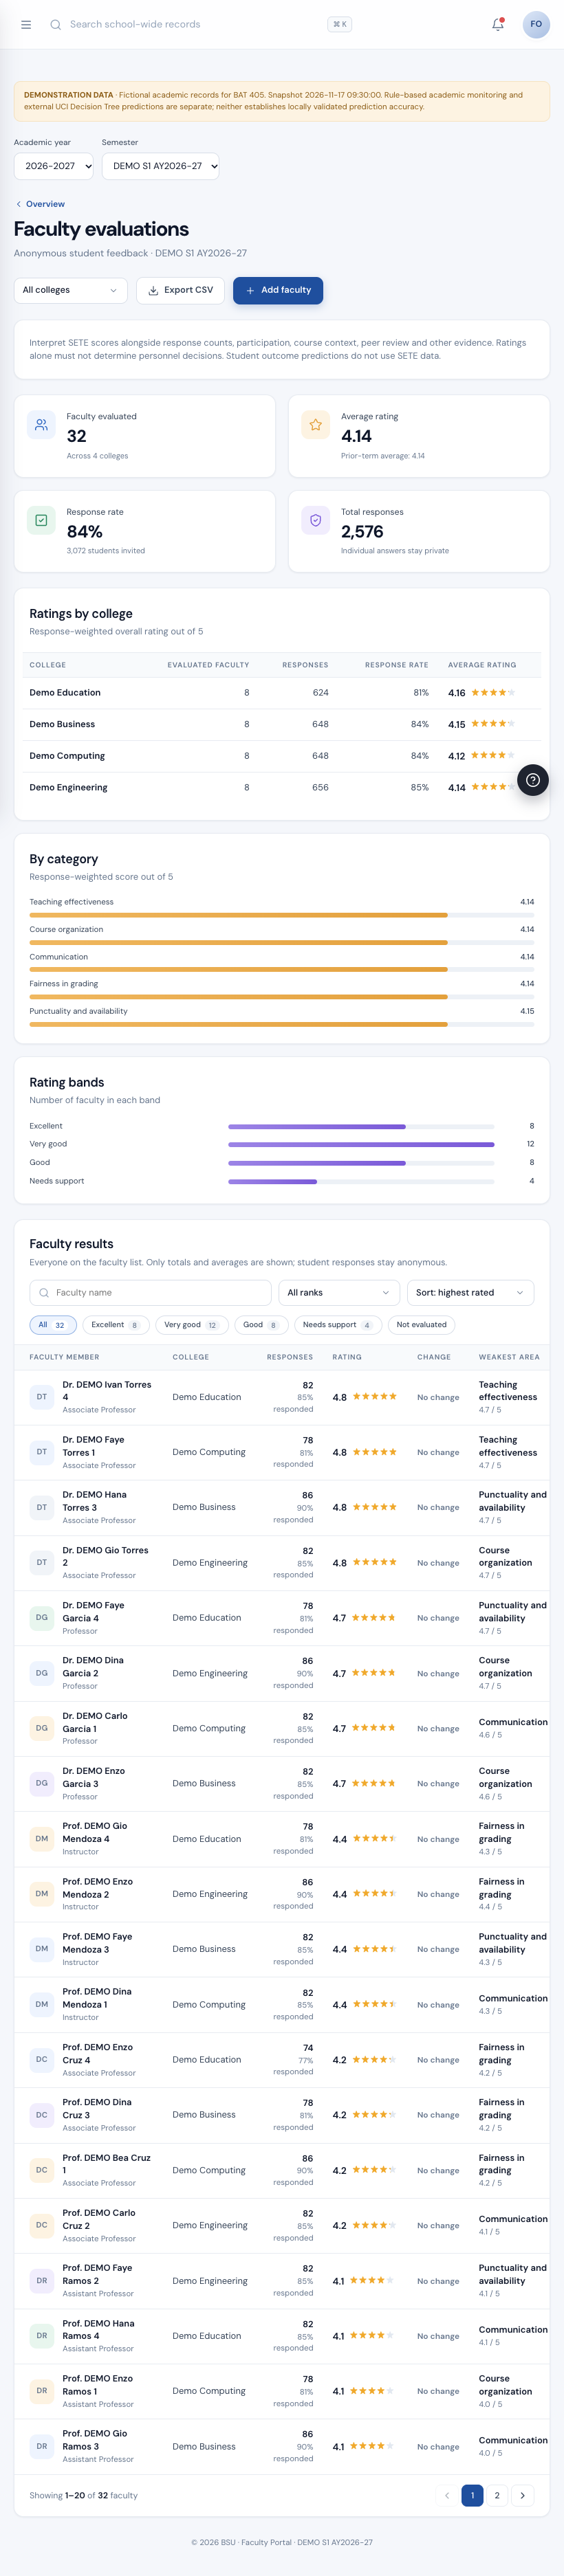 Search school-wide records
⌘ K
FO
DEMONSTRATION DATA · Fictional academic records for BAT 405. Snapshot 2026-11-17 09:30:00. Rule-based academic monitoring and
external UCI Decision Tree predictions are separate; neither establishes locally validated prediction accuracy.
Academic year
Semester
2026-2027
DEMO S1 AY2026-27
Overview
Faculty evaluations
Anonymous student feedback · DEMO S1 AY2026-27
All colleges
Export CSV
Add faculty
Interpret SETE scores alongside response counts, participation, course context, peer review and other evidence. Ratings
alone must not determine personnel decisions. Student outcome predictions do not use SETE data.
Faculty evaluated
32
Across 4 colleges
Average rating
4.14
Prior-term average: 4.14
Response rate
84%
3,072 students invited
Total responses
2,576
Individual answers stay private
Ratings by college
Response-weighted overall rating out of 5
COLLEGE EVALUATED FACULTY RESPONSES RESPONSE RATE AVERAGE RATING
Demo Education 8 624 81% 4.16
Demo Business 8 648 84% 4.15
Demo Computing 8 648 84% 4.12
Demo Engineering 8 656 85% 4.14
By category
Response-weighted score out of 5
Teaching effectiveness 4.14
Course organization 4.14
Communication 4.14
Fairness in grading 4.14
Punctuality and availability 4.15
Rating bands
Number of faculty in each band
Excellent 8
Very good 12
Good 8
Needs support 4
Faculty results
Everyone on the faculty list. Only totals and averages are shown; student responses stay anonymous.
Faculty name
All ranks
Sort: highest rated
All 32
Excellent 8
Very good 12
Good 8
Needs support 4
Not evaluated
FACULTY MEMBER COLLEGE RESPONSES RATING CHANGE WEAKEST AREA
DT Dr. DEMO Ivan Torres 4 Associate Professor Demo Education 82 85% responded 4.8 No change Teaching effectiveness 4.7 / 5
DT Dr. DEMO Faye Torres 1 Associate Professor Demo Computing 78 81% responded 4.8 No change Teaching effectiveness 4.7 / 5
DT Dr. DEMO Hana Torres 3 Associate Professor Demo Business 86 90% responded 4.8 No change Punctuality and availability 4.7 / 5
DT Dr. DEMO Gio Torres 2 Associate Professor Demo Engineering 82 85% responded 4.8 No change Course organization 4.7 / 5
DG Dr. DEMO Faye Garcia 4 Professor Demo Education 78 81% responded 4.7 No change Punctuality and availability 4.7 / 5
DG Dr. DEMO Dina Garcia 2 Professor Demo Engineering 86 90% responded 4.7 No change Course organization 4.7 / 5
DG Dr. DEMO Carlo Garcia 1 Professor Demo Computing 82 85% responded 4.7 No change Communication 4.6 / 5
DG Dr. DEMO Enzo Garcia 3 Professor Demo Business 82 85% responded 4.7 No change Course organization 4.6 / 5
DM Prof. DEMO Gio Mendoza 4 Instructor Demo Education 78 81% responded 4.4 No change Fairness in grading 4.3 / 5
DM Prof. DEMO Enzo Mendoza 2 Instructor Demo Engineering 86 90% responded 4.4 No change Fairness in grading 4.4 / 5
DM Prof. DEMO Faye Mendoza 3 Instructor Demo Business 82 85% responded 4.4 No change Punctuality and availability 4.3 / 5
DM Prof. DEMO Dina Mendoza 1 Instructor Demo Computing 82 85% responded 4.4 No change Communication 4.3 / 5
DC Prof. DEMO Enzo Cruz 4 Associate Professor Demo Education 74 77% responded 4.2 No change Fairness in grading 4.2 / 5
DC Prof. DEMO Dina Cruz 3 Associate Professor Demo Business 78 81% responded 4.2 No change Fairness in grading 4.2 / 5
DC Prof. DEMO Bea Cruz 1 Associate Professor Demo Computing 86 90% responded 4.2 No change Fairness in grading 4.2 / 5
DC Prof. DEMO Carlo Cruz 2 Associate Professor Demo Engineering 82 85% responded 4.2 No change Communication 4.1 / 5
DR Prof. DEMO Faye Ramos 2 Assistant Professor Demo Engineering 82 85% responded 4.1 No change Punctuality and availability 4.1 / 5
DR Prof. DEMO Hana Ramos 4 Assistant Professor Demo Education 82 85% responded 4.1 No change Communication 4.1 / 5
DR Prof. DEMO Enzo Ramos 1 Assistant Professor Demo Computing 78 81% responded 4.1 No change Course organization 4.0 / 5
DR Prof. DEMO Gio Ramos 3 Assistant Professor Demo Business 86 90% responded 4.1 No change Communication 4.0 / 5
Showing 1–20 of 32 faculty
1 2
© 2026 BSU · Faculty Portal · DEMO S1 AY2026-27